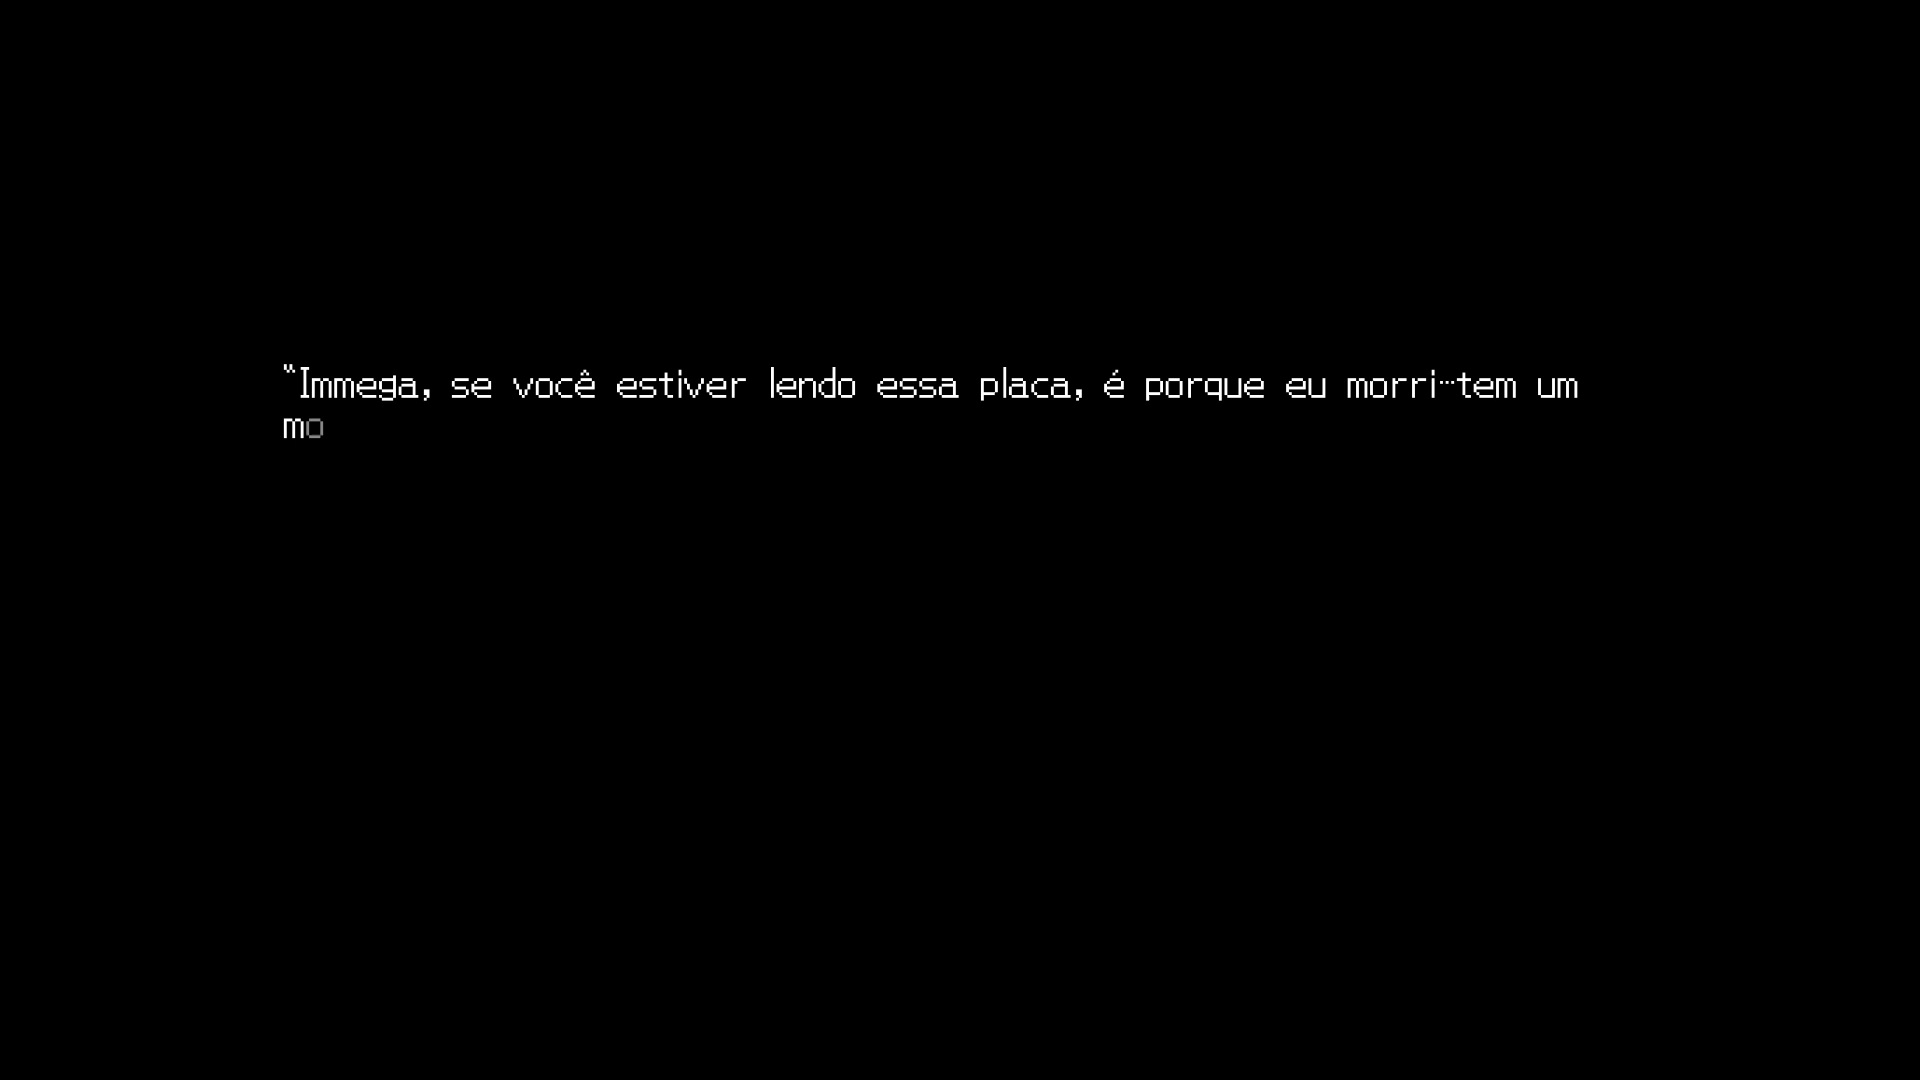 “Immega, se você estiver lendo essa placa, é porque eu morri…tem um
mo